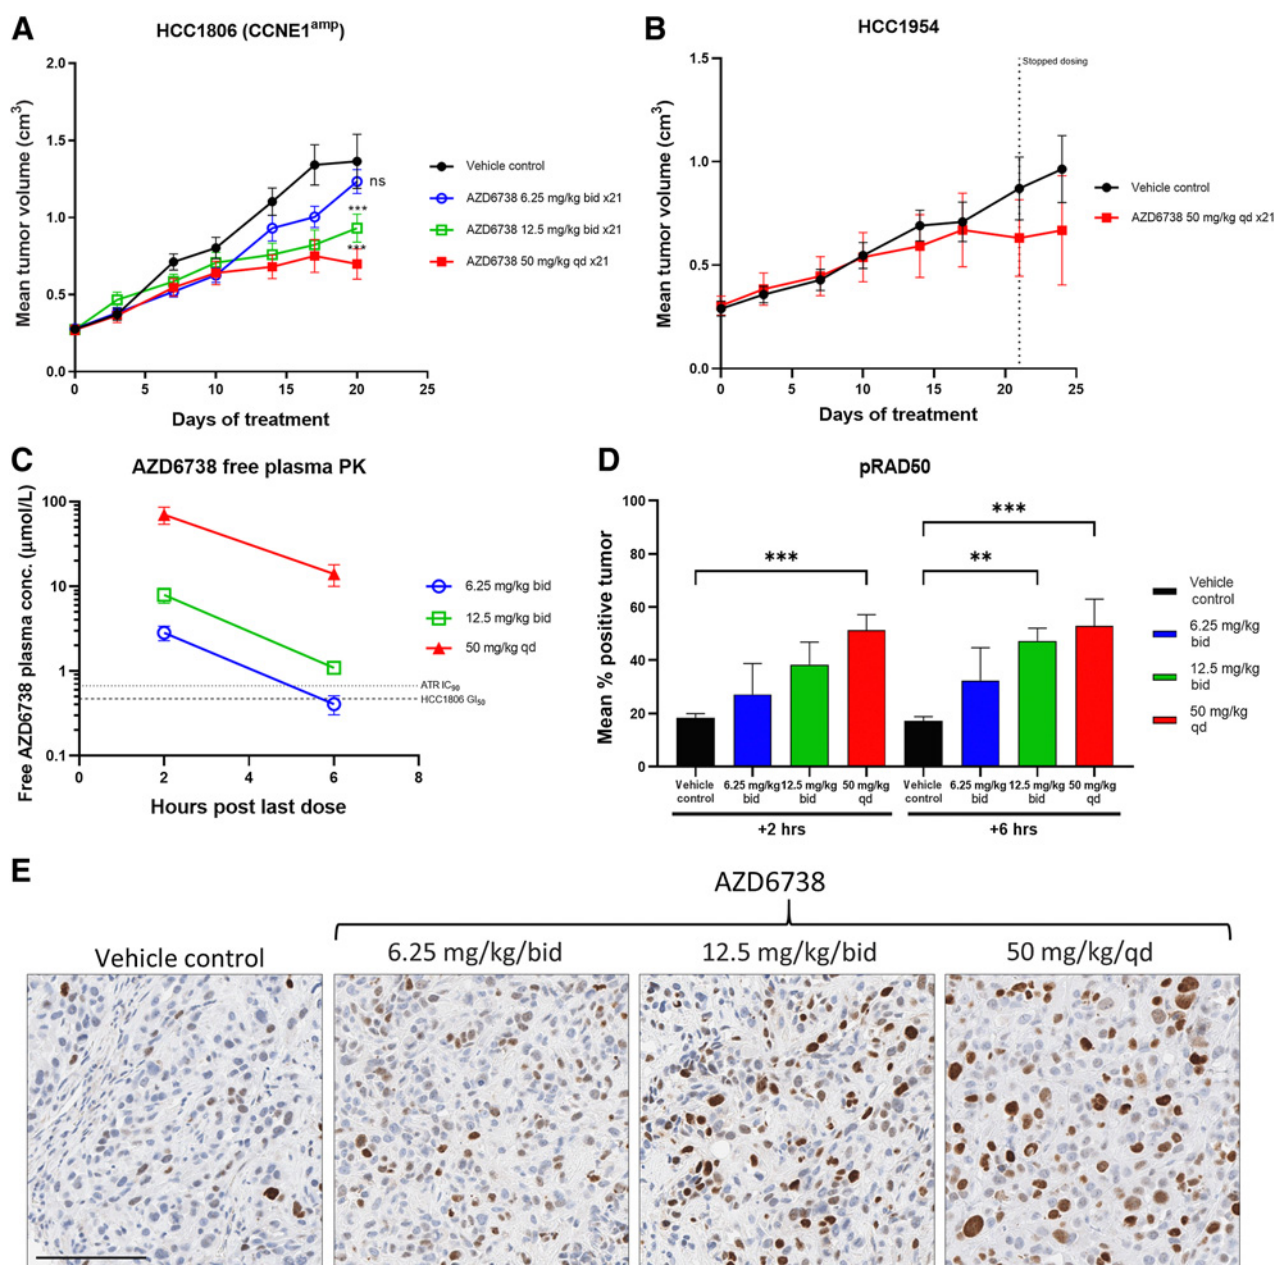 A
HCC1806 (CCNE1amp)
Mean tumor volume (cm3)
2.0
1.5
1.0
0.5
0.0
0
5
10
15
20
25
Days of treatment
ns
***
***
Vehicle control
AZD6738 6.25 mg/kg bid x21
AZD6738 12.5 mg/kg bid x21
AZD6738 50 mg/kg qd x21
B
HCC1954
Mean tumor volume (cm3)
1.5
1.0
0.5
0.0
0
5
10
15
20
25
Days of treatment
Stopped dosing
Vehicle control
AZD6738 50 mg/kg qd x21
C
AZD6738 free plasma PK
Free AZD6738 plasma conc. (µmol/L)
100
10
1
0.1
0
2
4
6
8
Hours post last dose
ATR IC90
HCC1806 GI50
6.25 mg/kg bid
12.5 mg/kg bid
50 mg/kg qd
D
pRAD50
Mean % positive tumor
100
80
60
40
20
0
***
**
***
Vehicle
control
6.25 mg/kg
bid
12.5 mg/kg
bid
50 mg/kg
qd
Vehicle
control
6.25 mg/kg
bid
12.5 mg/kg
bid
50 mg/kg
qd
+2 hrs
+6 hrs
Vehicle
control
6.25 mg/kg
bid
12.5 mg/kg
bid
50 mg/kg
qd
E
AZD6738
Vehicle control
6.25 mg/kg/bid
12.5 mg/kg/bid
50 mg/kg/qd